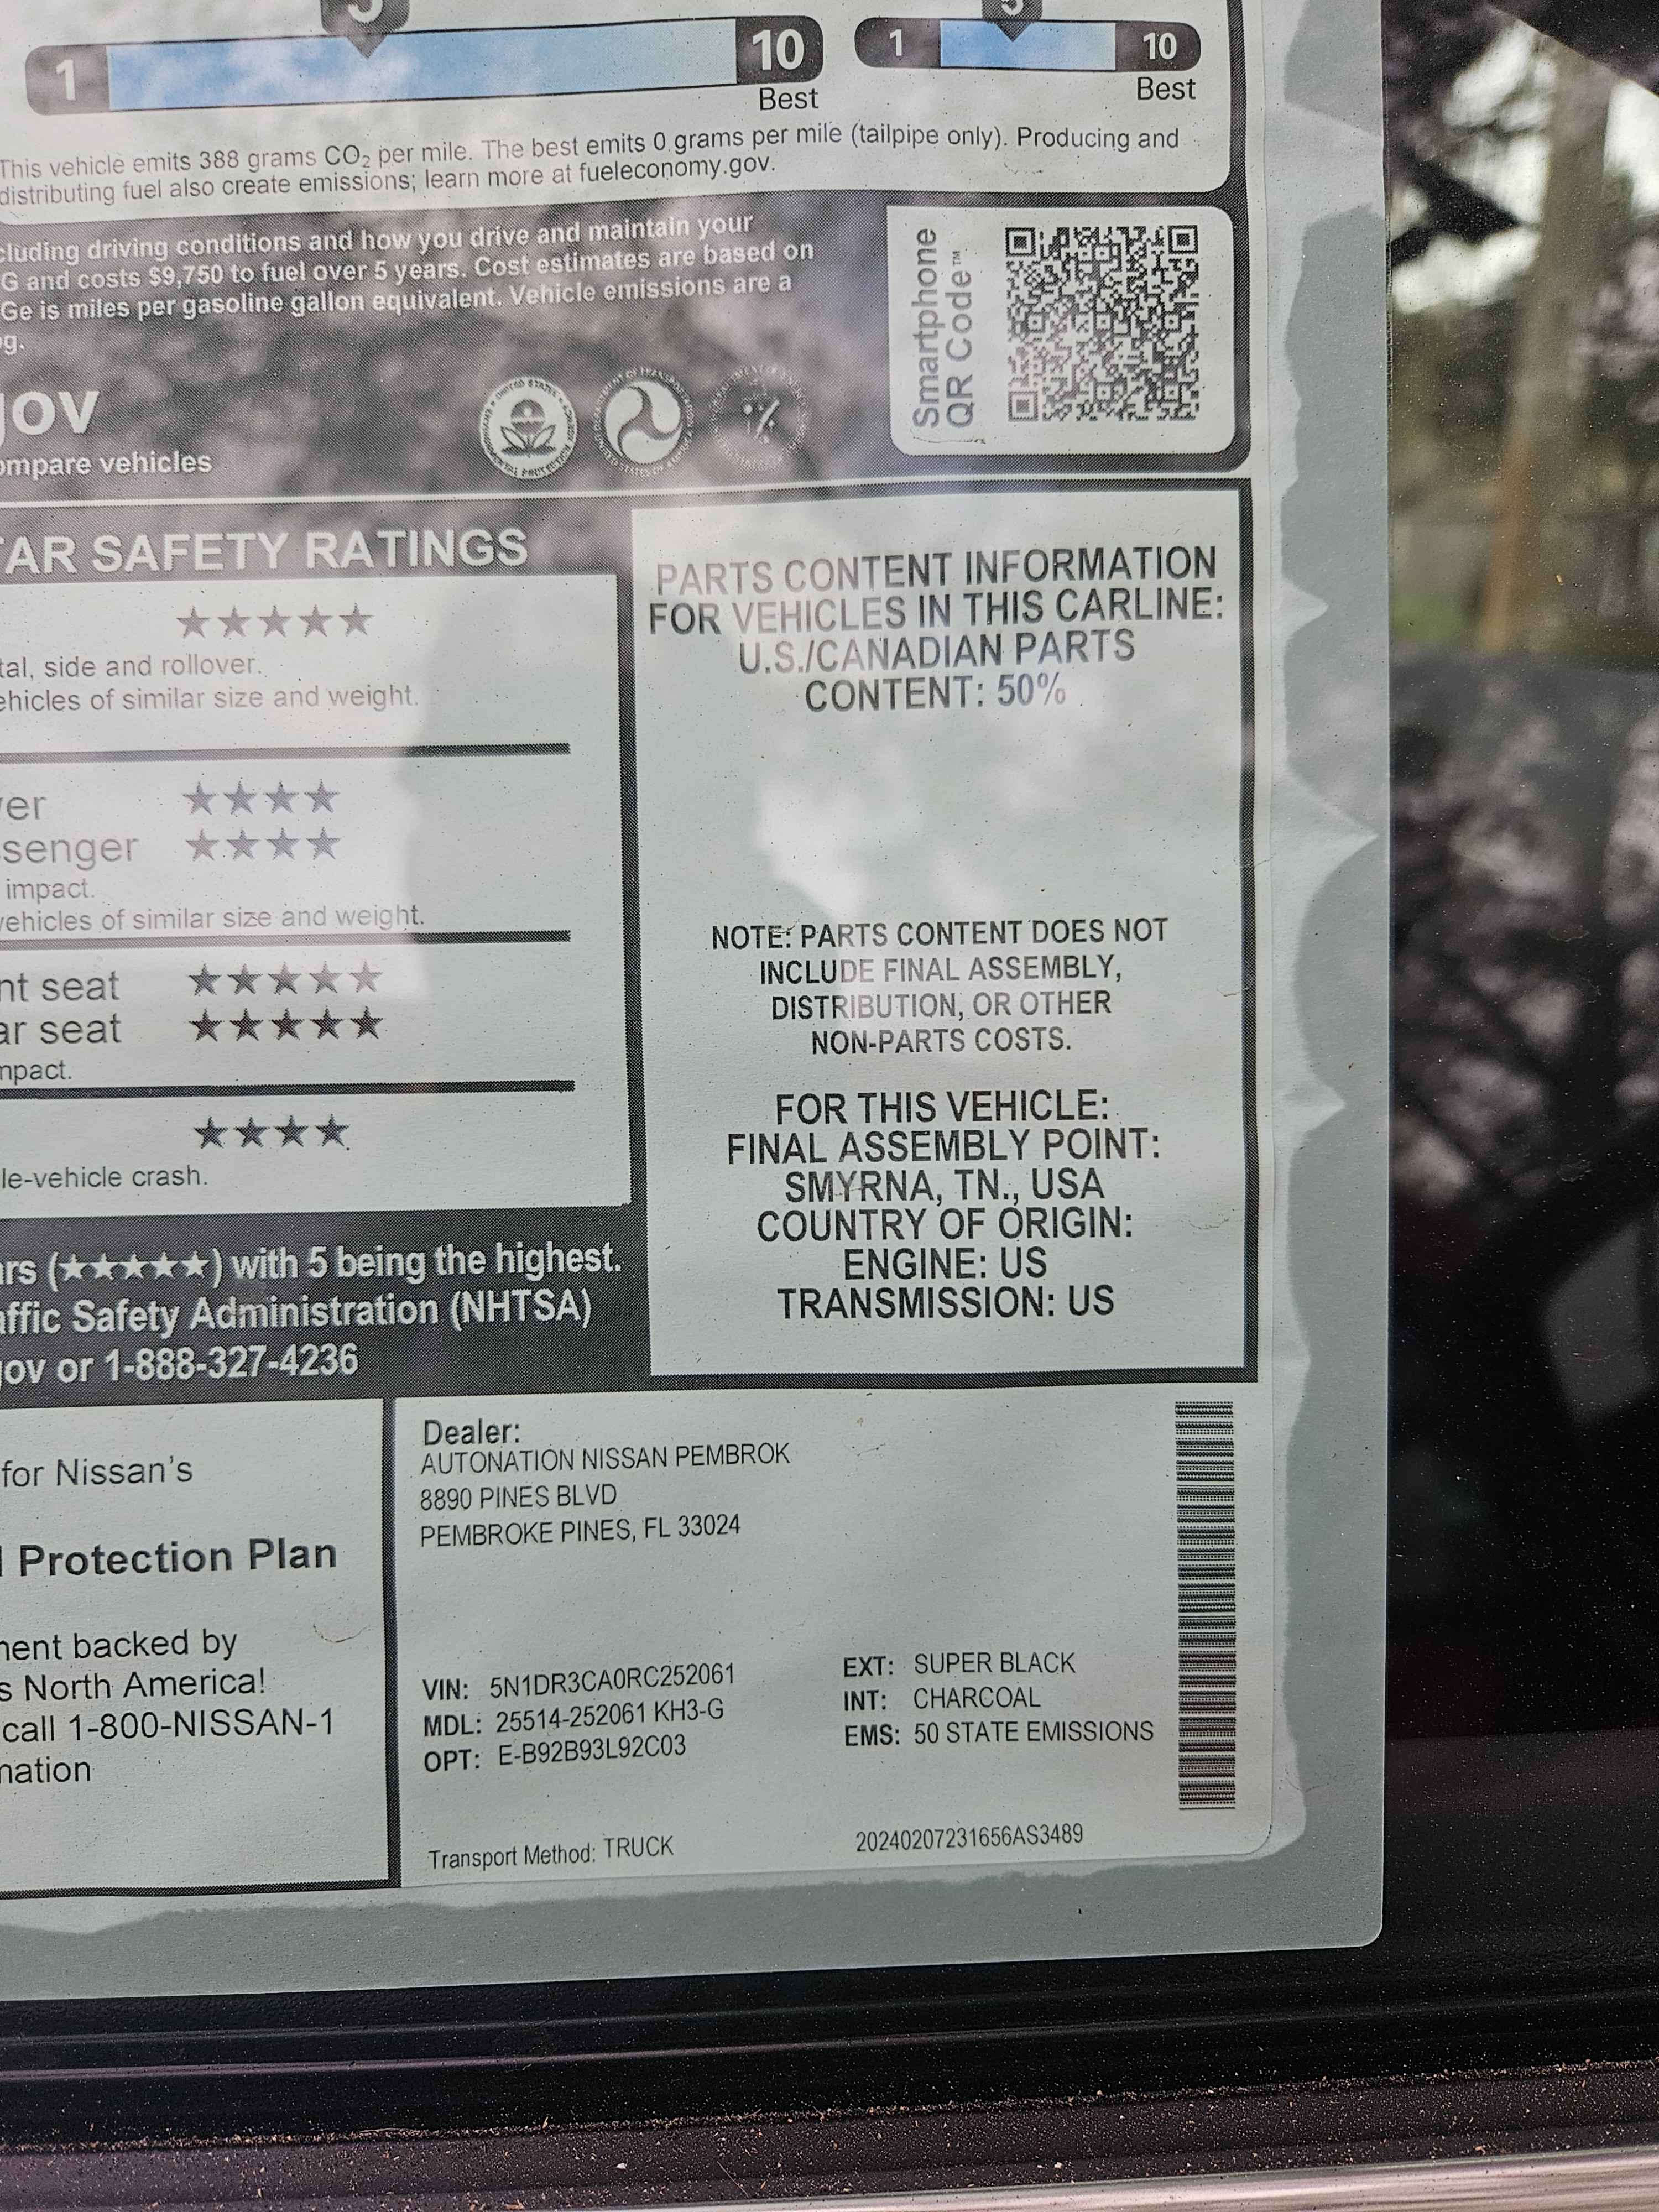 1
10
Best
1
10
Best
This vehicle emits 388 grams CO₂ per mile. The best emits 0 grams per mile (tailpipe only). Producing and
distributing fuel also create emissions; learn more at fueleconomy.gov.
cluding driving conditions and how you drive and maintain your
G and costs $9,750 to fuel over 5 years. Cost estimates are based on
Ge is miles per gasoline gallon equivalent. Vehicle emissions are a
og.
gov
ompare vehicles
Smartphone
QR Code™
TAR SAFETY RATINGS
★★★★★
tal, side and rollover.
ehicles of similar size and weight.
ver ★★★★
senger ★★★★
impact.
vehicles of similar size and weight.
nt seat ★★★★★
ar seat ★★★★★
mpact.
★★★★
le-vehicle crash.
ars (★★★★★) with 5 being the highest.
affic Safety Administration (NHTSA)
gov or 1-888-327-4236
PARTS CONTENT INFORMATION
FOR VEHICLES IN THIS CARLINE:
U.S./CANADIAN PARTS
CONTENT: 50%
NOTE: PARTS CONTENT DOES NOT
INCLUDE FINAL ASSEMBLY,
DISTRIBUTION, OR OTHER
NON-PARTS COSTS.
FOR THIS VEHICLE:
FINAL ASSEMBLY POINT:
SMYRNA, TN., USA
COUNTRY OF ORIGIN:
ENGINE: US
TRANSMISSION: US
for Nissan's
Protection Plan
ment backed by
s North America!
call 1-800-NISSAN-1
mation
Dealer:
AUTONATION NISSAN PEMBROK
8890 PINES BLVD
PEMBROKE PINES, FL 33024
VIN: 5N1DR3CA0RC252061
MDL: 25514-252061 KH3-G
OPT: E-B92B93L92C03
EXT: SUPER BLACK
INT: CHARCOAL
EMS: 50 STATE EMISSIONS
Transport Method: TRUCK
20240207231656AS3489